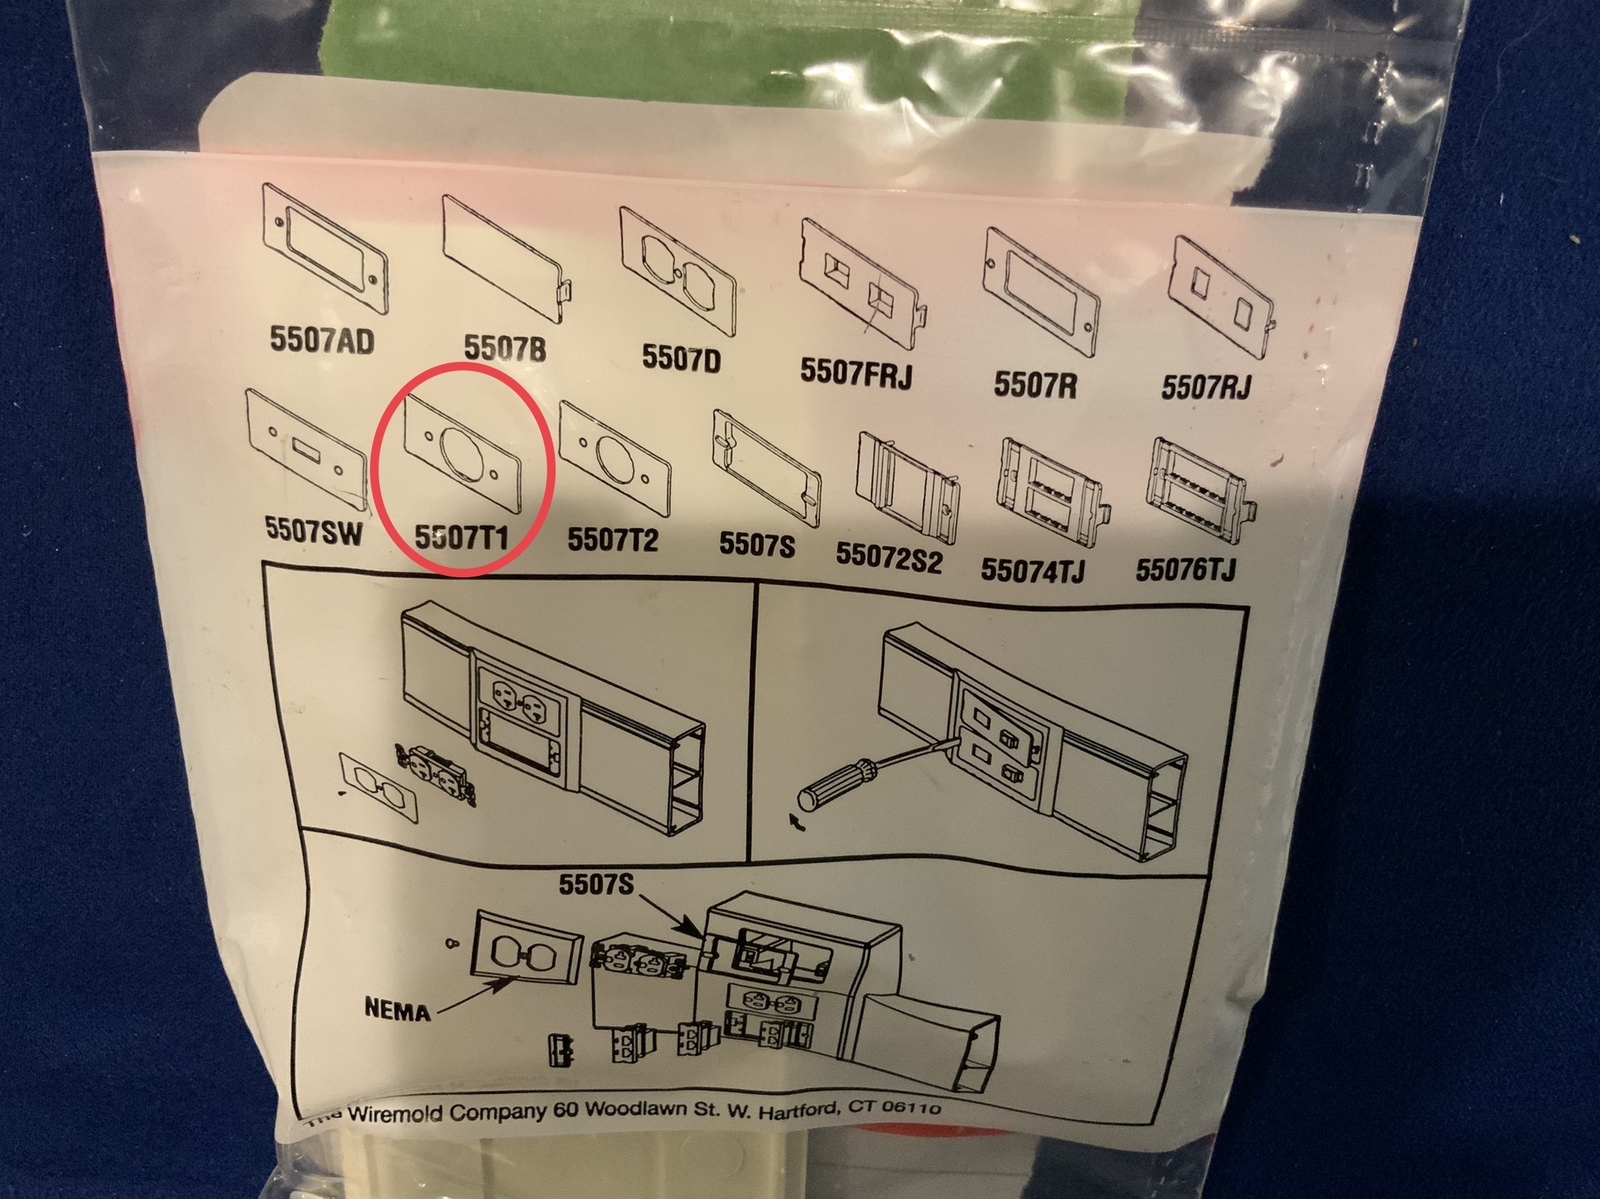 5507AD 5507B 5507D 5507FRJ 5507R 5507RJ
5507SW 5507T1 5507T2 5507S 55072S2 55074TJ 55076TJ
5507S
NEMA
The Wiremold Company 60 Woodlawn St. W. Hartford, CT 06110